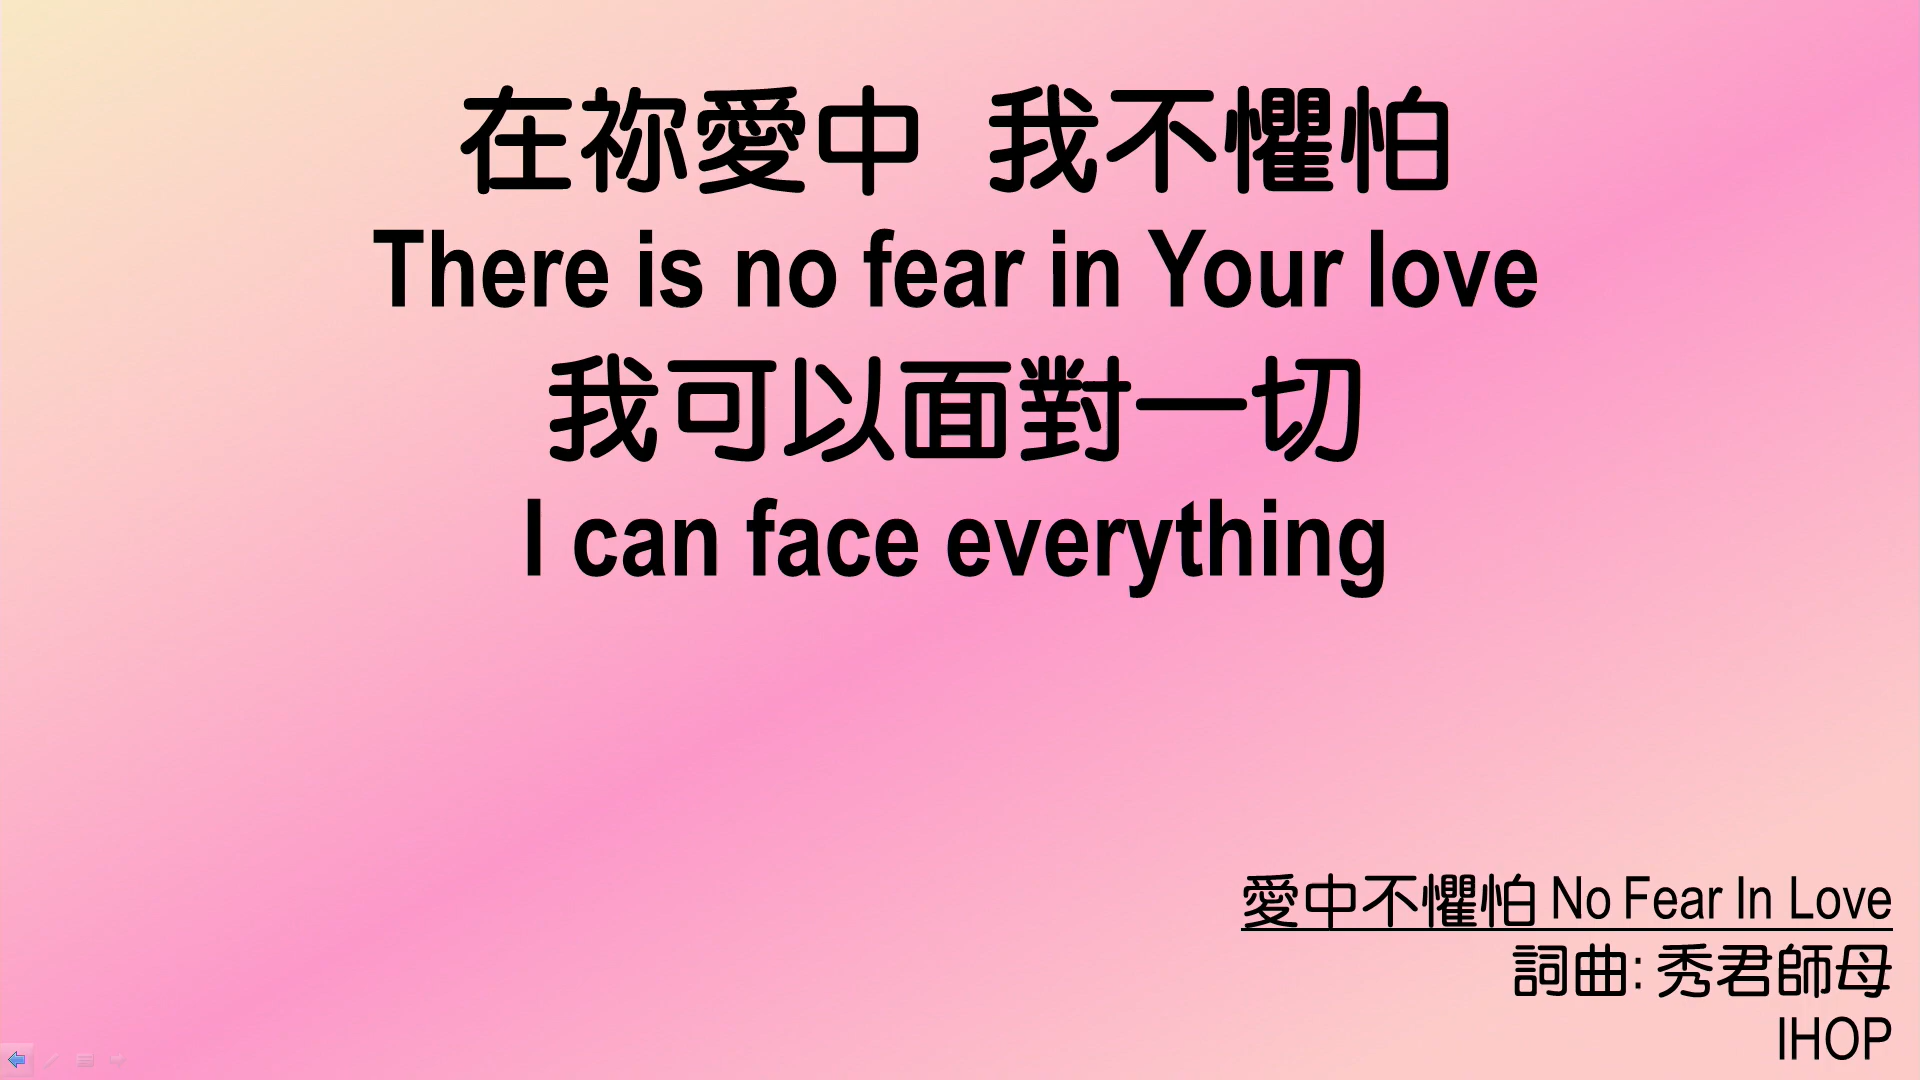 在祢愛中 我不懼怕
There is no fear in Your love
我可以面對一切
I can face everything
愛中不懼怕 No Fear In Love
詞曲: 秀君師母
IHOP